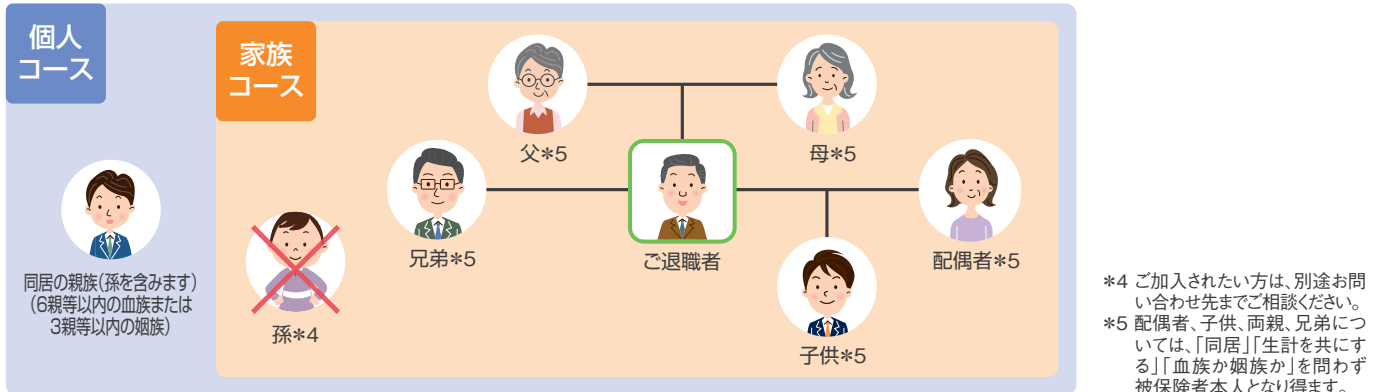 個人
コース
家族
コース
父*5
母*5
兄弟*5
ご退職者
配偶者*5
同居の親族(孫を含みます)
(6親等以内の血族または
3親等以内の姻族)
孫*4
子供*5
*4 ご加入されたい方は、別途お問
い合わせ先までご相談ください。
*5 配偶者、子供、両親、兄弟につ
いては、「同居」「生計を共にす
る」「血族か姻族か」を問わず
被保険者本人となり得ます。